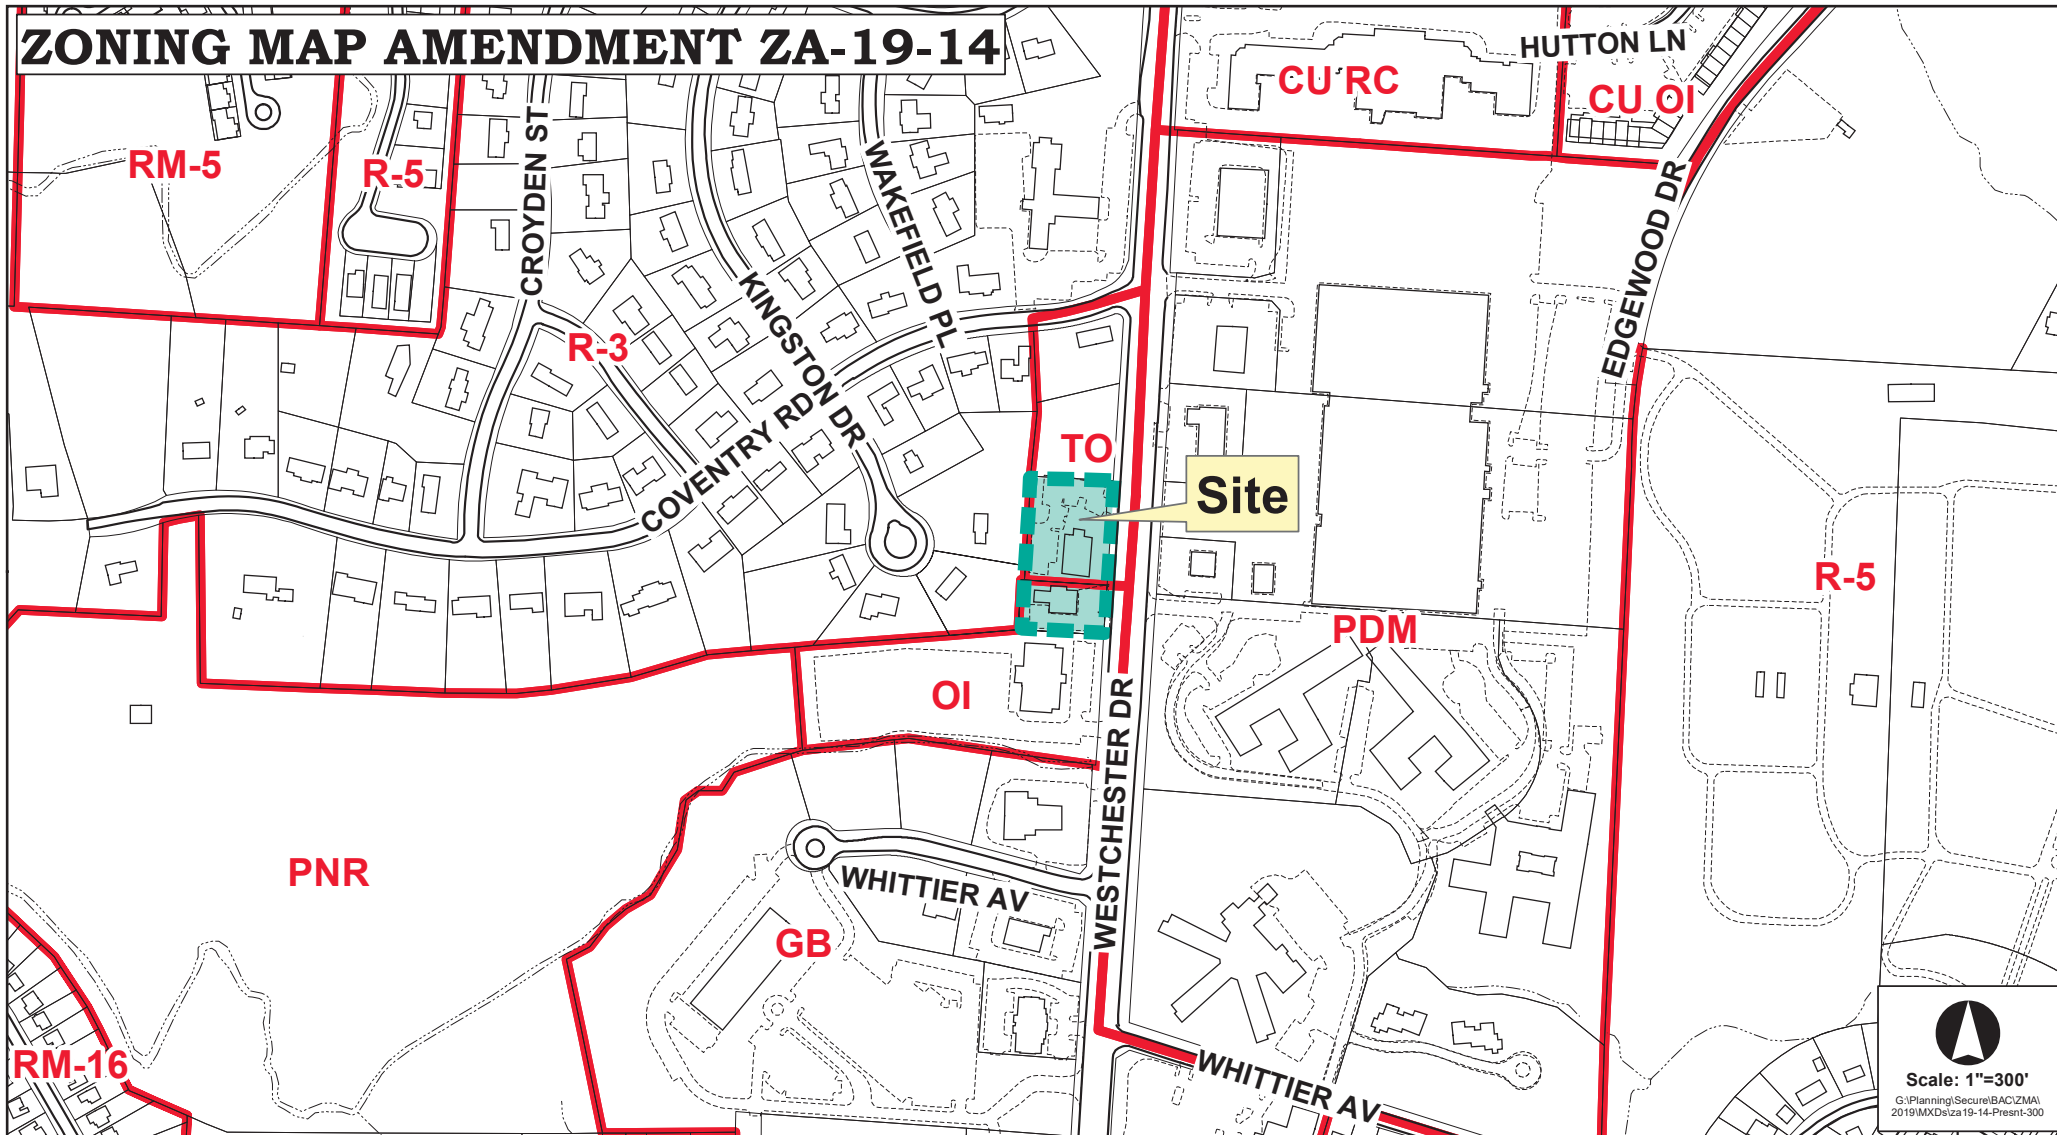 ZONING MAP AMENDMENT ZA-19-14
HUTTON LN
CU RC
CU OI
RM-5
R-5
CROYDEN ST
WAKEFIELD PL
EDGEWOOD DR
KINGSTON DR
R-3
COVENTRY RD
TO
Site
R-5
PDM
OI
WESTCHESTER DR
PNR
WHITTIER AV
GB
RM-16
WHITTIER AV
Scale: 1"=300'
G:\Planning\Secure\BAC\ZMA\
2019\MXDs\za19-14-Presnt-300